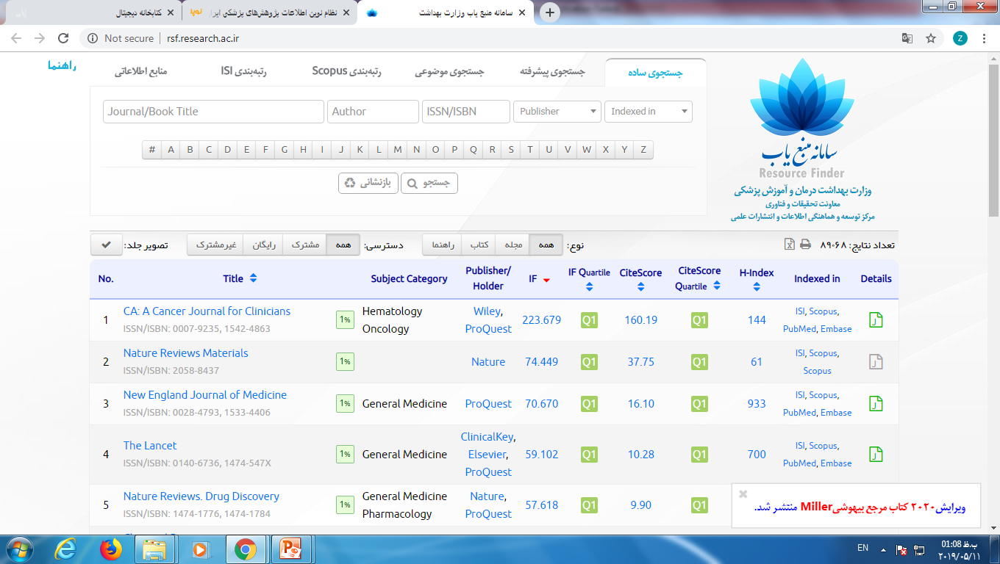 کتابخانه دیجیتال
نظام نوین اطلاعات پژوهش‌های پزشکی ایرا
سامانه منبع یاب وزارت بهداشت
Not secure
rsf.research.ac.ir
Z
راهنما
جستجوی ساده
جستجوی پیشرفته
جستجوی موضوعی
رتبه‌بندی Scopus
رتبه‌بندی ISI
منابع اطلاعاتی
Journal/Book Title
Author
ISSN/ISBN
Publisher
Indexed in
# A B C D E F G H I J K L M N O P Q R S T U V W X Y Z
جستجو
بازنشانی
سامانه منبع یاب
Resource Finder
وزارت بهداشت درمان و آموزش پزشکی
معاونت تحقیقات و فناوری
مرکز توسعه و هماهنگی اطلاعات و انتشارات علمی
تعداد نتایج: ۸۹۰۶۸
نوع: همه مجله کتاب راهنما
دسترسی: همه مشترک رایگان غیرمشترک
تصویر جلد:
No. Title Subject Category Publisher/ Holder IF IF Quartile CiteScore CiteScore Quartile H-Index Indexed in Details
1 CA: A Cancer Journal for Clinicians
ISSN/ISBN: 0007-9235, 1542-4863
1% Hematology Oncology Wiley, ProQuest 223.679 Q1 160.19 Q1 144 ISI, Scopus, PubMed, Embase
2 Nature Reviews Materials
ISSN/ISBN: 2058-8437
1% Nature 74.449 Q1 37.75 Q1 61 ISI, Scopus, Scopus
3 New England Journal of Medicine
ISSN/ISBN: 0028-4793, 1533-4406
1% General Medicine ProQuest 70.670 Q1 16.10 Q1 933 ISI, Scopus, PubMed, Embase
4 The Lancet
ISSN/ISBN: 0140-6736, 1474-547X
1% General Medicine ClinicalKey, Elsevier, ProQuest 59.102 Q1 10.28 Q1 700 ISI, Scopus, PubMed, Embase
5 Nature Reviews. Drug Discovery
ISSN/ISBN: 1474-1776, 1474-1784
1% General Medicine Pharmacology Nature, ProQuest 57.618 Q1 9.90 Q1
ویرایش۲۰۲۰ کتاب مرجع بیهوشیMiller منتشر شد.
EN
01:08 ب.ظ
۲۰۱۹/۰۵/۱۱